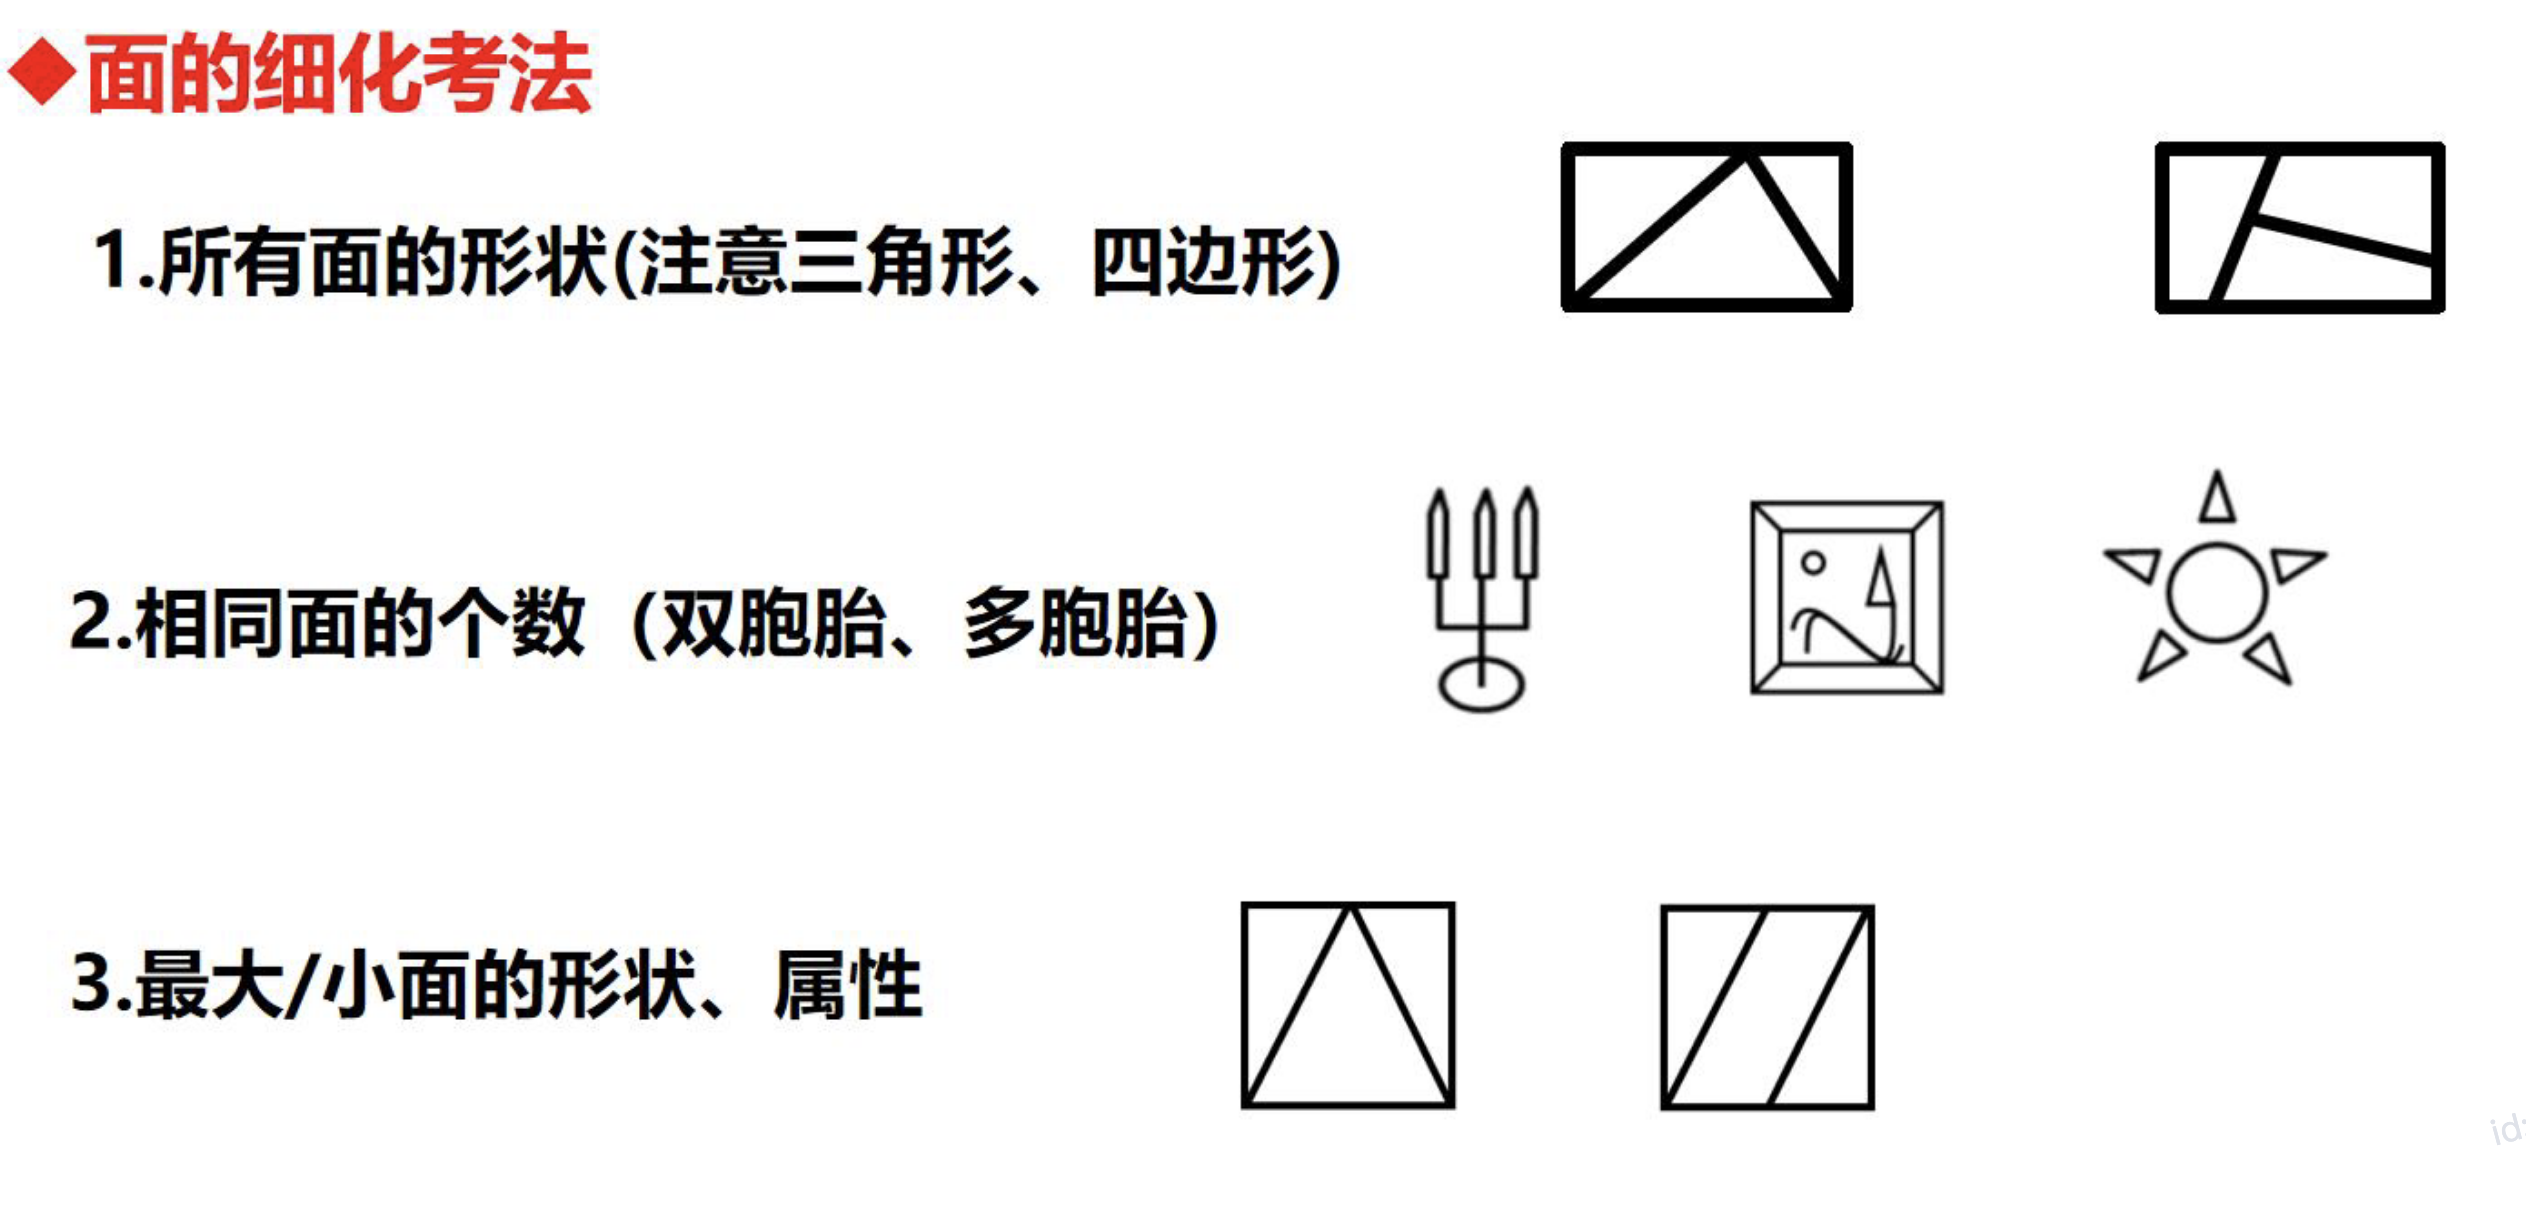 ◆面的细化考法
1.所有面的形状(注意三角形、四边形)
2.相同面的个数（双胞胎、多胞胎）
3.最大/小面的形状、属性
id: